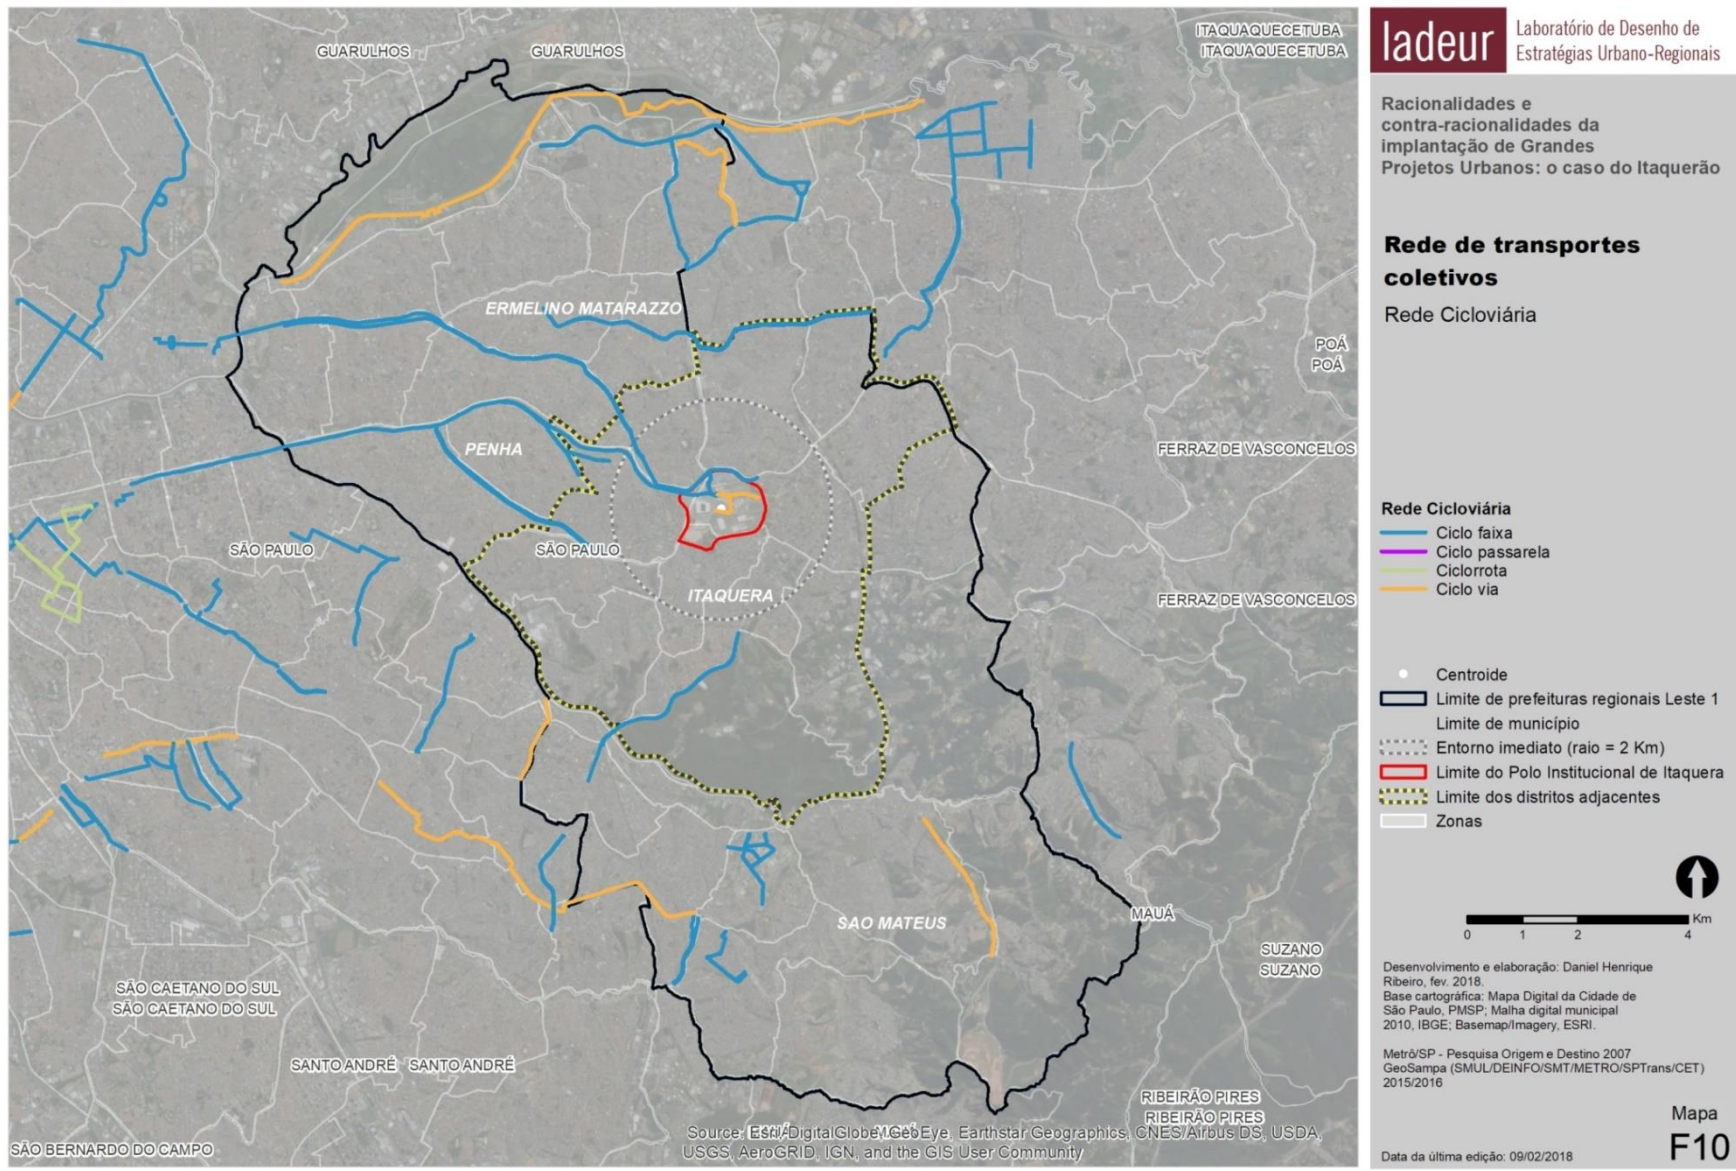 GUARULHOS GUARULHOS
ITAQUAQUECETUBA
ITAQUAQUECETUBA
ERMELINO MATARAZZO
POÁ
POÁ
PENHA
FERRAZ DE VASCONCELOS
SÃO PAULO SÃO PAULO
ITAQUERA
FERRAZ DE VASCONCELOS
SAO MATEUS
MAUÁ
SUZANO
SUZANO
SÃO CAETANO DO SUL
SÃO CAETANO DO SUL
SANTO ANDRÉ SANTO ANDRÉ
RIBEIRÃO PIRES
RIBEIRÃO PIRES
SÃO BERNARDO DO CAMPO
Source: Esri, DigitalGlobe, GeoEye, Earthstar Geographics, CNES/Airbus DS, USDA,
USGS, AeroGRID, IGN, and the GIS User Community
ladeur
Laboratório de Desenho de
Estratégias Urbano-Regionais
Racionalidades e
contra-racionalidades da
implantação de Grandes
Projetos Urbanos: o caso do Itaquerão
Rede de transportes
coletivos
Rede Cicloviária
Rede Cicloviária
Ciclo faixa
Ciclo passarela
Ciclorrota
Ciclo via
Centroide
Limite de prefeituras regionais Leste 1
Limite de município
Entorno imediato (raio = 2 Km)
Limite do Polo Institucional de Itaquera
Limite dos distritos adjacentes
Zonas
Km
0 1 2 4
Desenvolvimento e elaboração: Daniel Henrique
Ribeiro, fev. 2018.
Base cartográfica: Mapa Digital da Cidade de
São Paulo, PMSP; Malha digital municipal
2010, IBGE; Basemap/Imagery, ESRI.
Metrô/SP - Pesquisa Origem e Destino 2007
GeoSampa (SMUL/DEINFO/SMT/METRO/SPTrans/CET)
2015/2016
Mapa
F10
Data da última edição: 09/02/2018